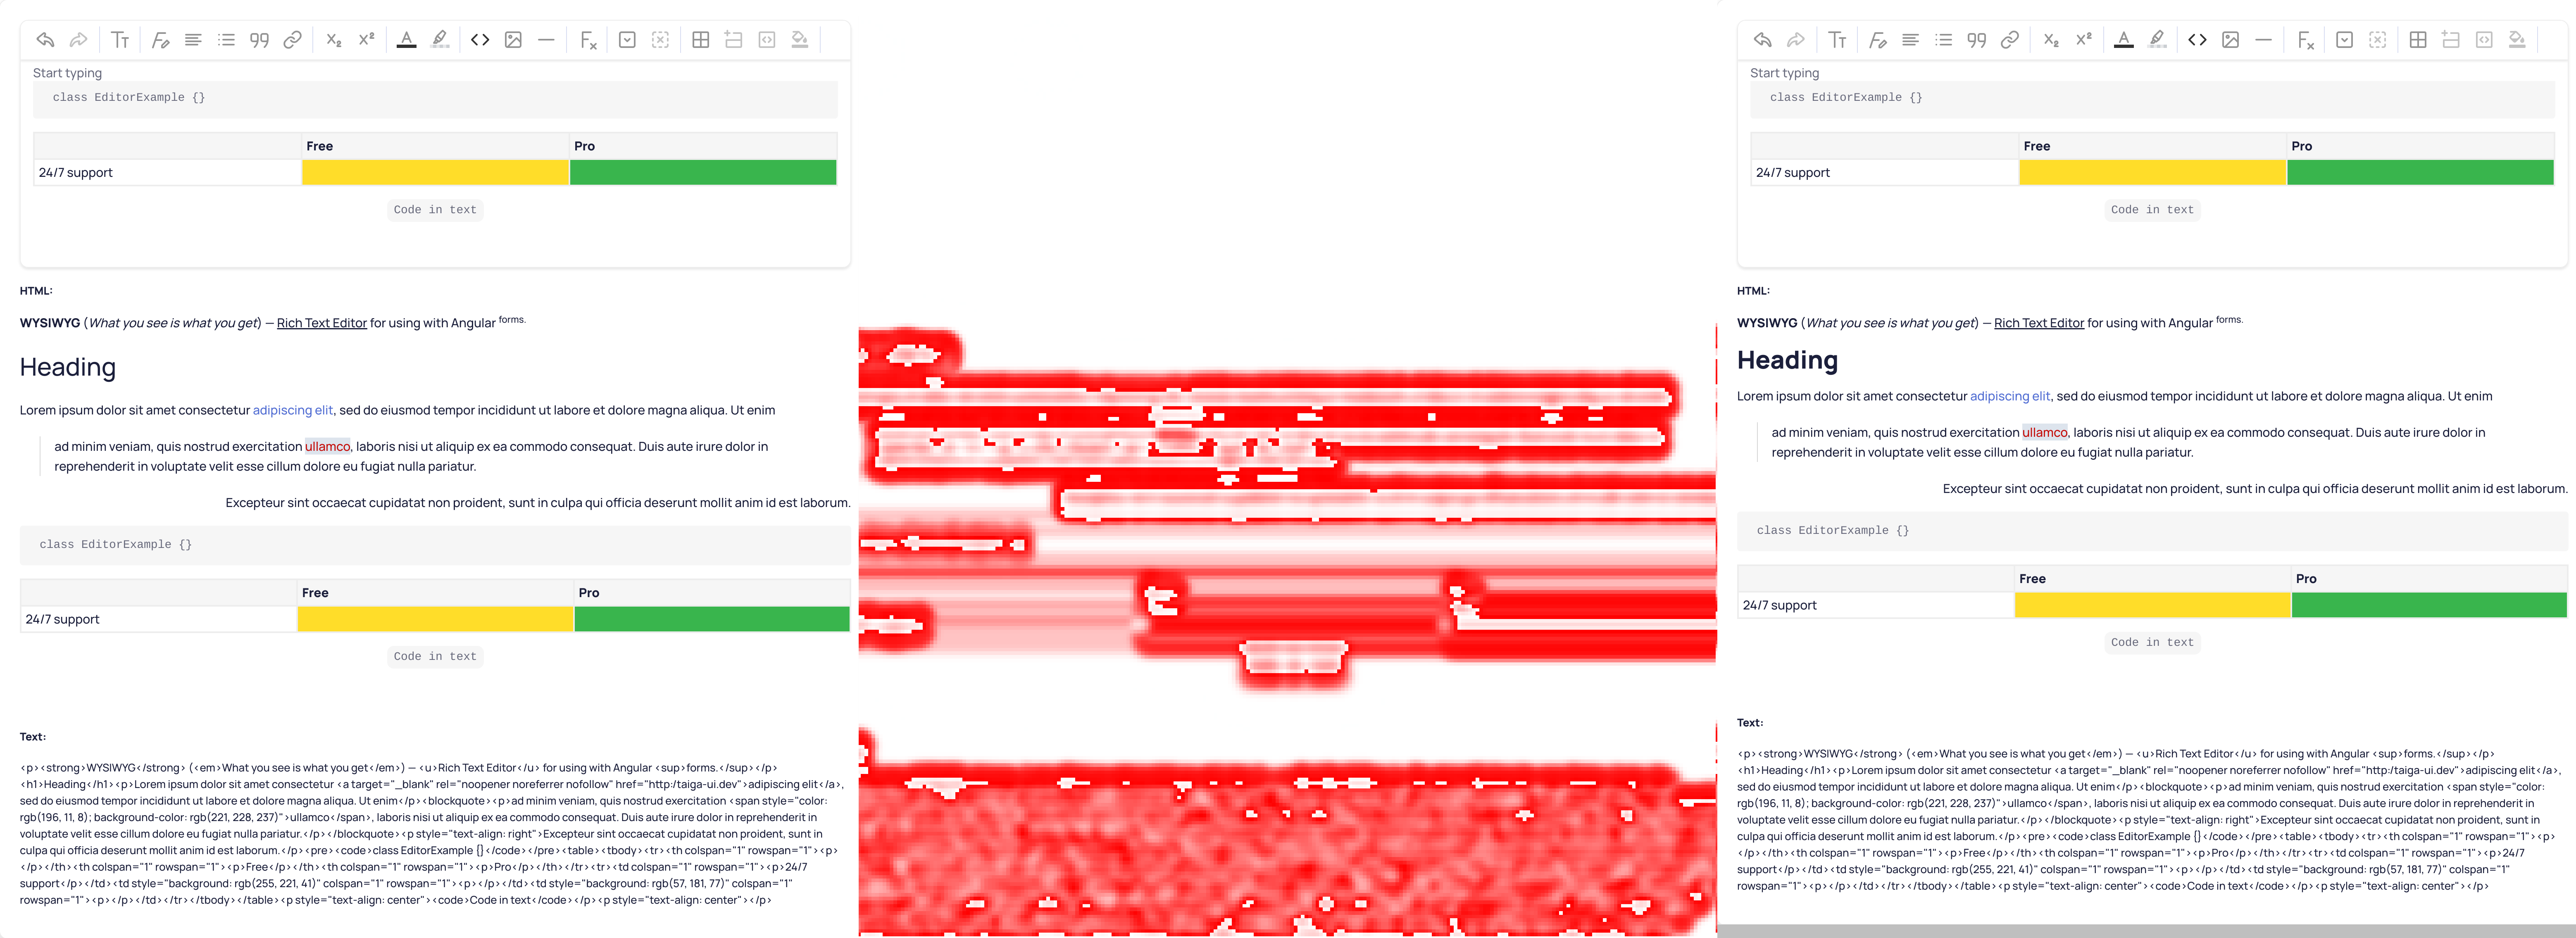 Start typing
class EditorExample {}
Free Pro
24/7 support
Code in text
HTML:
WYSIWYG (What you see is what you get) — Rich Text Editor for using with Angular forms.
Heading
Lorem ipsum dolor sit amet consectetur adipiscing elit, sed do eiusmod tempor incididunt ut labore et dolore magna aliqua. Ut enim
ad minim veniam, quis nostrud exercitation ullamco, laboris nisi ut aliquip ex ea commodo consequat. Duis aute irure dolor in
reprehenderit in voluptate velit esse cillum dolore eu fugiat nulla pariatur.
Excepteur sint occaecat cupidatat non proident, sunt in culpa qui officia deserunt mollit anim id est laborum.
class EditorExample {}
Free Pro
24/7 support
Code in text
Text:
<p><strong>WYSIWYG</strong> (<em>What you see is what you get</em>) — <u>Rich Text Editor</u> for using with Angular <sup>forms.</sup></p>
<h1>Heading</h1><p>Lorem ipsum dolor sit amet consectetur <a target="_blank" rel="noopener noreferrer nofollow" href="http:/taiga-ui.dev">adipiscing elit</a>,
sed do eiusmod tempor incididunt ut labore et dolore magna aliqua. Ut enim</p><blockquote><p>ad minim veniam, quis nostrud exercitation <span style="color:
rgb(196, 11, 8); background-color: rgb(221, 228, 237)">ullamco</span>, laboris nisi ut aliquip ex ea commodo consequat. Duis aute irure dolor in reprehenderit in
voluptate velit esse cillum dolore eu fugiat nulla pariatur.</p></blockquote><p style="text-align: right">Excepteur sint occaecat cupidatat non proident, sunt in
culpa qui officia deserunt mollit anim id est laborum.</p><pre><code>class EditorExample {}</code></pre><table><tbody><tr><th colspan="1" rowspan="1"><p>
</p></th><th colspan="1" rowspan="1"><p>Free</p></th><th colspan="1" rowspan="1"><p>Pro</p></th></tr><tr><td colspan="1" rowspan="1"><p>24/7
support</p></td><td style="background: rgb(255, 221, 41)" colspan="1" rowspan="1"><p></p></td><td style="background: rgb(57, 181, 77)" colspan="1"
rowspan="1"><p></p></td></tr></tbody></table><p style="text-align: center"><code>Code in text</code></p><p style="text-align: center"></p>
Start typing
class EditorExample {}
Free Pro
24/7 support
Code in text
HTML:
WYSIWYG (What you see is what you get) — Rich Text Editor for using with Angular forms.
Heading
Lorem ipsum dolor sit amet consectetur adipiscing elit, sed do eiusmod tempor incididunt ut labore et dolore magna aliqua. Ut enim
ad minim veniam, quis nostrud exercitation ullamco, laboris nisi ut aliquip ex ea commodo consequat. Duis aute irure dolor in
reprehenderit in voluptate velit esse cillum dolore eu fugiat nulla pariatur.
Excepteur sint occaecat cupidatat non proident, sunt in culpa qui officia deserunt mollit anim id est laborum.
class EditorExample {}
Free Pro
24/7 support
Code in text
Text:
<p><strong>WYSIWYG</strong> (<em>What you see is what you get</em>) — <u>Rich Text Editor</u> for using with Angular <sup>forms.</sup></p>
<h1>Heading</h1><p>Lorem ipsum dolor sit amet consectetur <a target="_blank" rel="noopener noreferrer nofollow" href="http:/taiga-ui.dev">adipiscing elit</a>,
sed do eiusmod tempor incididunt ut labore et dolore magna aliqua. Ut enim</p><blockquote><p>ad minim veniam, quis nostrud exercitation <span style="color:
rgb(196, 11, 8); background-color: rgb(221, 228, 237)">ullamco</span>, laboris nisi ut aliquip ex ea commodo consequat. Duis aute irure dolor in reprehenderit in
voluptate velit esse cillum dolore eu fugiat nulla pariatur.</p></blockquote><p style="text-align: right">Excepteur sint occaecat cupidatat non proident, sunt in
culpa qui officia deserunt mollit anim id est laborum.</p><pre><code>class EditorExample {}</code></pre><table><tbody><tr><th colspan="1" rowspan="1"><p>
</p></th><th colspan="1" rowspan="1"><p>Free</p></th><th colspan="1" rowspan="1"><p>Pro</p></th></tr><tr><td colspan="1" rowspan="1"><p>24/7
support</p></td><td style="background: rgb(255, 221, 41)" colspan="1" rowspan="1"><p></p></td><td style="background: rgb(57, 181, 77)" colspan="1"
rowspan="1"><p></p></td></tr></tbody></table><p style="text-align: center"><code>Code in text</code></p><p style="text-align: center"></p>